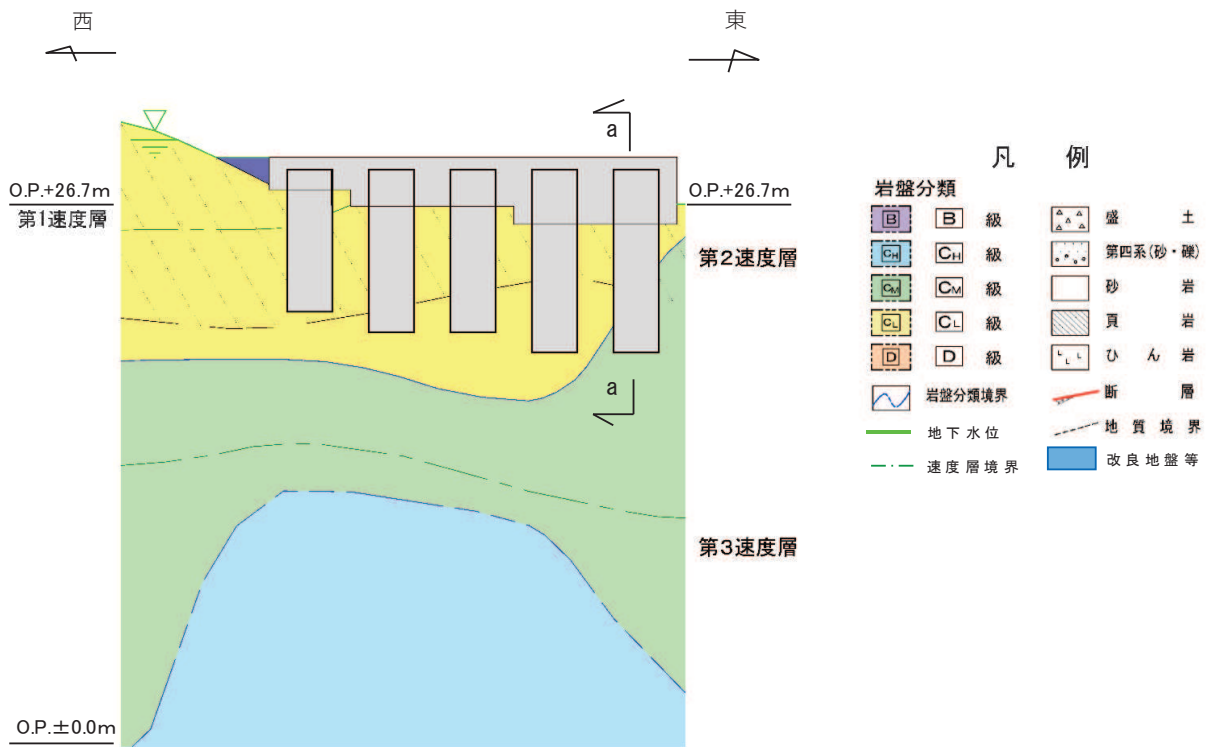 西
東
a
O.P.+26.7m
第1速度層
O.P.+26.7m
第2速度層
a
第3速度層
O.P.±0.0m
凡 例
岩盤分類
B B 級
CH CH 級
CM CM 級
CL CL 級
D D 級
岩盤分類境界
地下水位
速度層境界
盛 土
第四系(砂・礫)
砂 岩
頁 岩
ひ ん 岩
断 層
地 質 境 界
改良地盤等